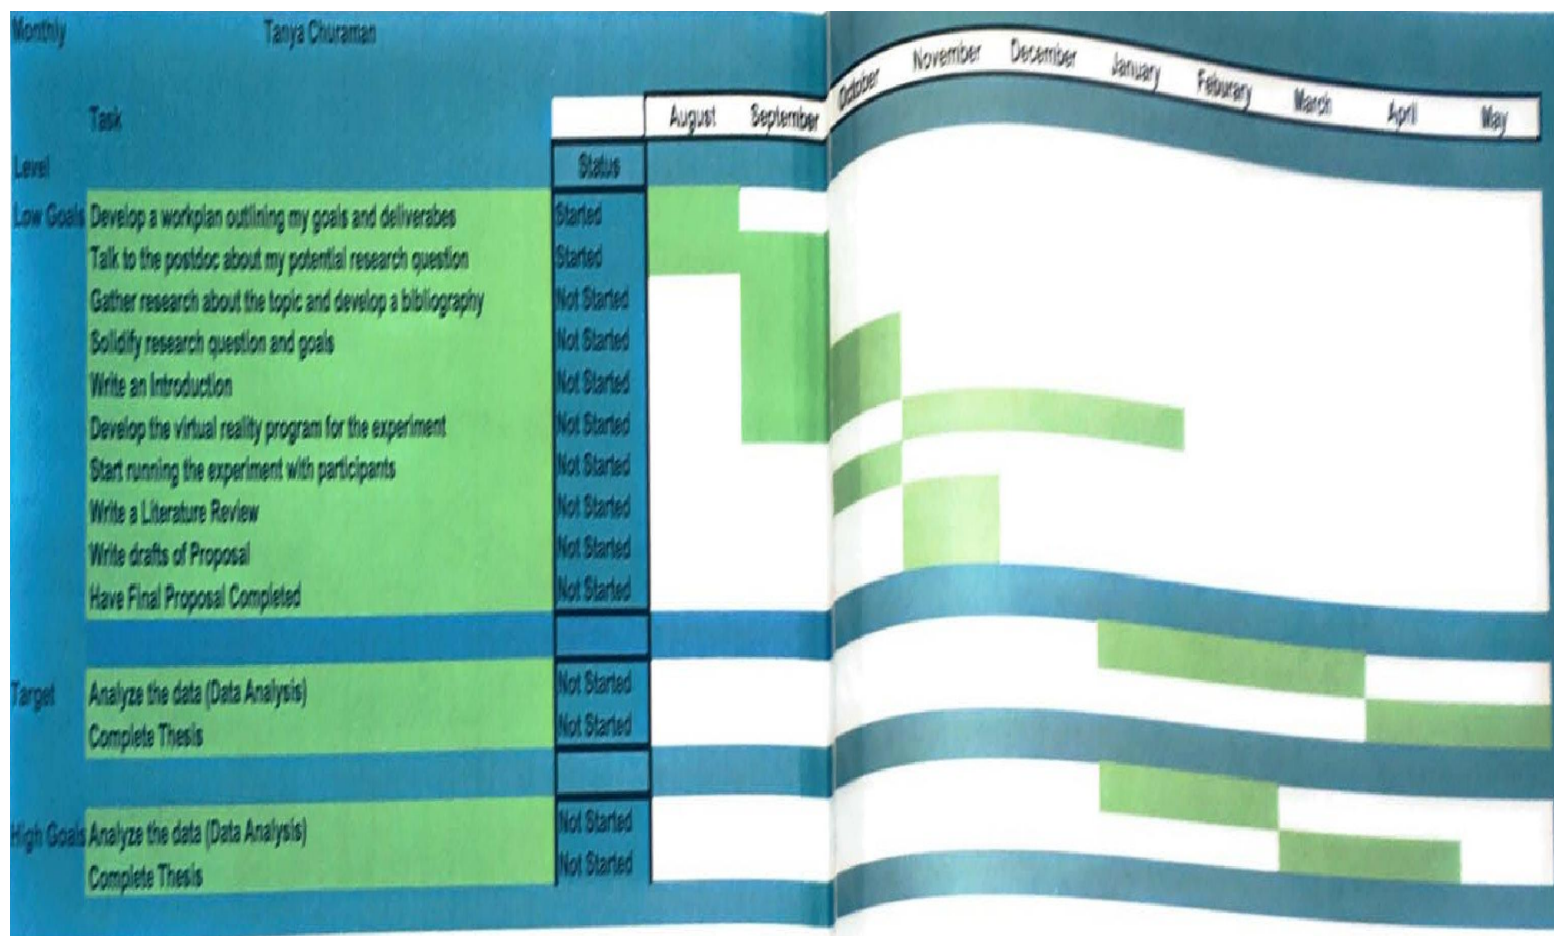 Monthly Tanya Churaman
Task August September October November December January Feburary March April May
Level Status
Low Goals Develop a workplan outlining my goals and deliverabes Started
Talk to the postdoc about my potential research question Started
Gather research about the topic and develop a bibliography Not Started
Solidify research question and goals Not Started
Write an Introduction Not Started
Develop the virtual reality program for the experiment Not Started
Start running the experiment with participants Not Started
Write a Literature Review Not Started
Write drafts of Proposal Not Started
Have Final Proposal Completed Not Started
Target Analyze the data (Data Analysis) Not Started
Complete Thesis Not Started
High Goals Analyze the data (Data Analysis) Not Started
Complete Thesis Not Started